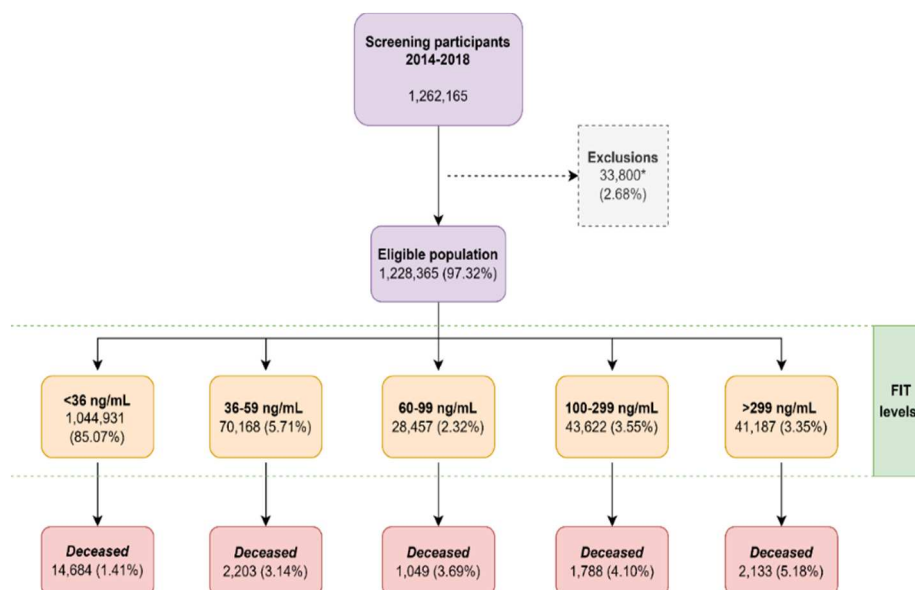 Screening participants
2014-2018
1,262,165
Exclusions
33,800*
(2.68%)
Eligible population
1,228,365 (97.32%)
<36 ng/mL
1,044,931
(85.07%)
36-59 ng/mL
70,168 (5.71%)
60-99 ng/mL
28,457 (2.32%)
100-299 ng/mL
43,622 (3.55%)
>299 ng/mL
41,187 (3.35%)
FIT
levels
Deceased
14,684 (1.41%)
Deceased
2,203 (3.14%)
Deceased
1,049 (3.69%)
Deceased
1,788 (4.10%)
Deceased
2,133 (5.18%)